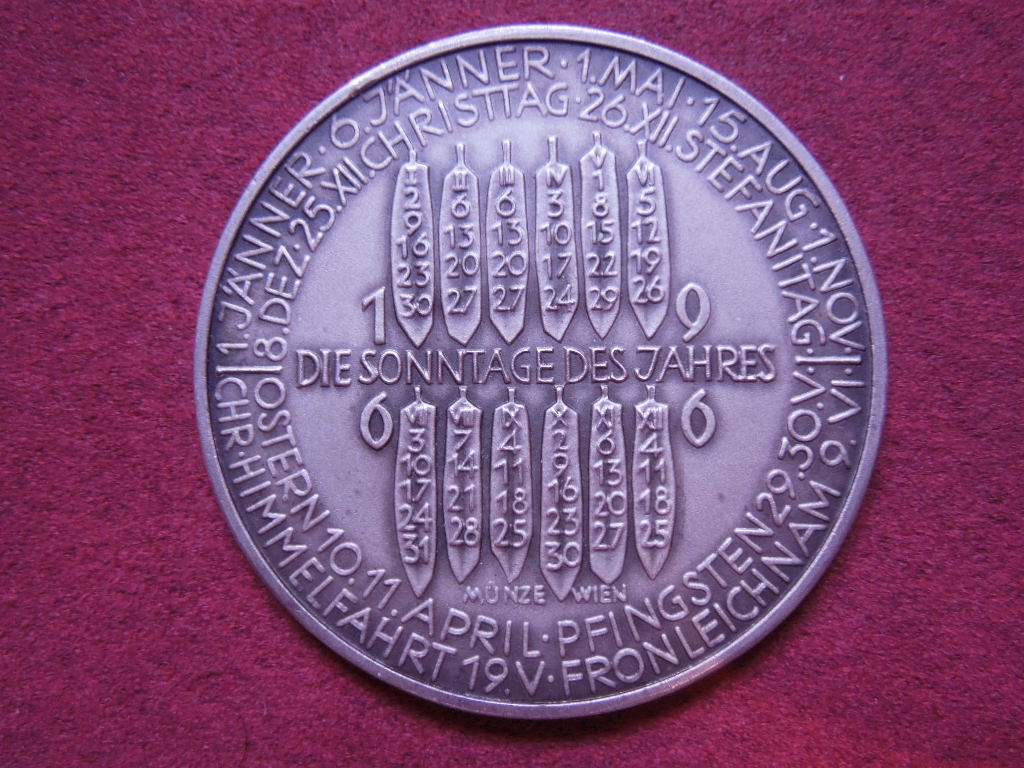 1. JÄNNER · 6. JÄNNER · 1. MAI · 15. AUG · 1. NOV.
8. DEZ · 25. XII. CHRISTTAG · 26. XII. STEFANITAG
I II III IV V VI
2 6 6 3 1 5
9 13 13 10 8 12
16 20 20 17 15 19
23 27 27 24 22 26
30 29
19
DIE SONNTAGE DES JAHRES
66
VII VIII IX X XI XII
3 7 4 2 6 4
10 14 11 9 13 11
17 21 18 16 20 18
24 28 25 23 27 25
31 30
MÜNZE WIEN
OSTERN 10. 11. APRIL · PFINGSTEN 29. 30. V.
CHR · HIMMELFAHRT 19. V · FRONLEICHNAM 9. VI